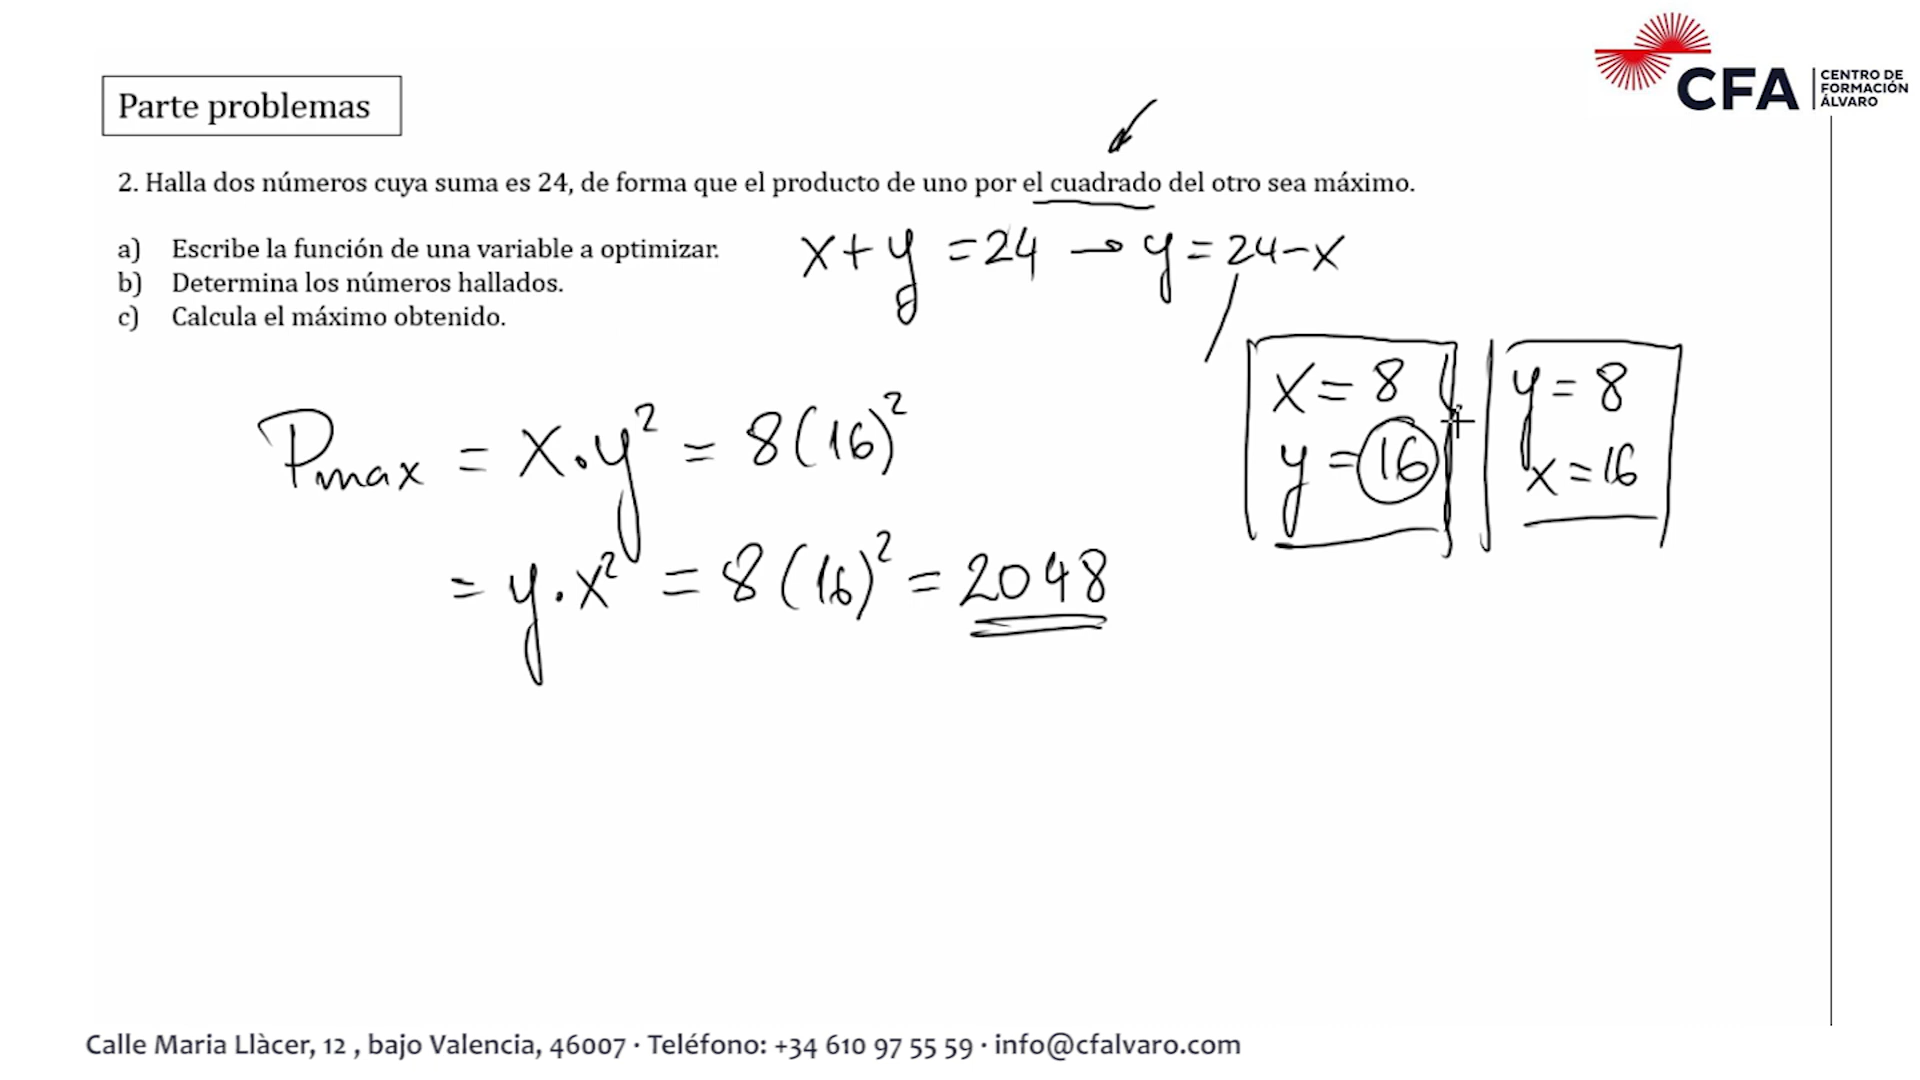 CFA
CENTRO DE
FORMACIÓN
ÁLVARO
Parte problemas
2. Halla dos números cuya suma es 24, de forma que el producto de uno por el cuadrado del otro sea máximo.
a) Escribe la función de una variable a optimizar.
b) Determina los números hallados.
c) Calcula el máximo obtenido.
x + y = 24 → y = 24 - x
x = 8
y = 16
y = 8
x = 16
Pmax = x · y² = 8(16)²
= y · x² = 8(16)² = 2048
Calle Maria Llàcer, 12 , bajo Valencia, 46007 · Teléfono: +34 610 97 55 59 · info@cfalvaro.com